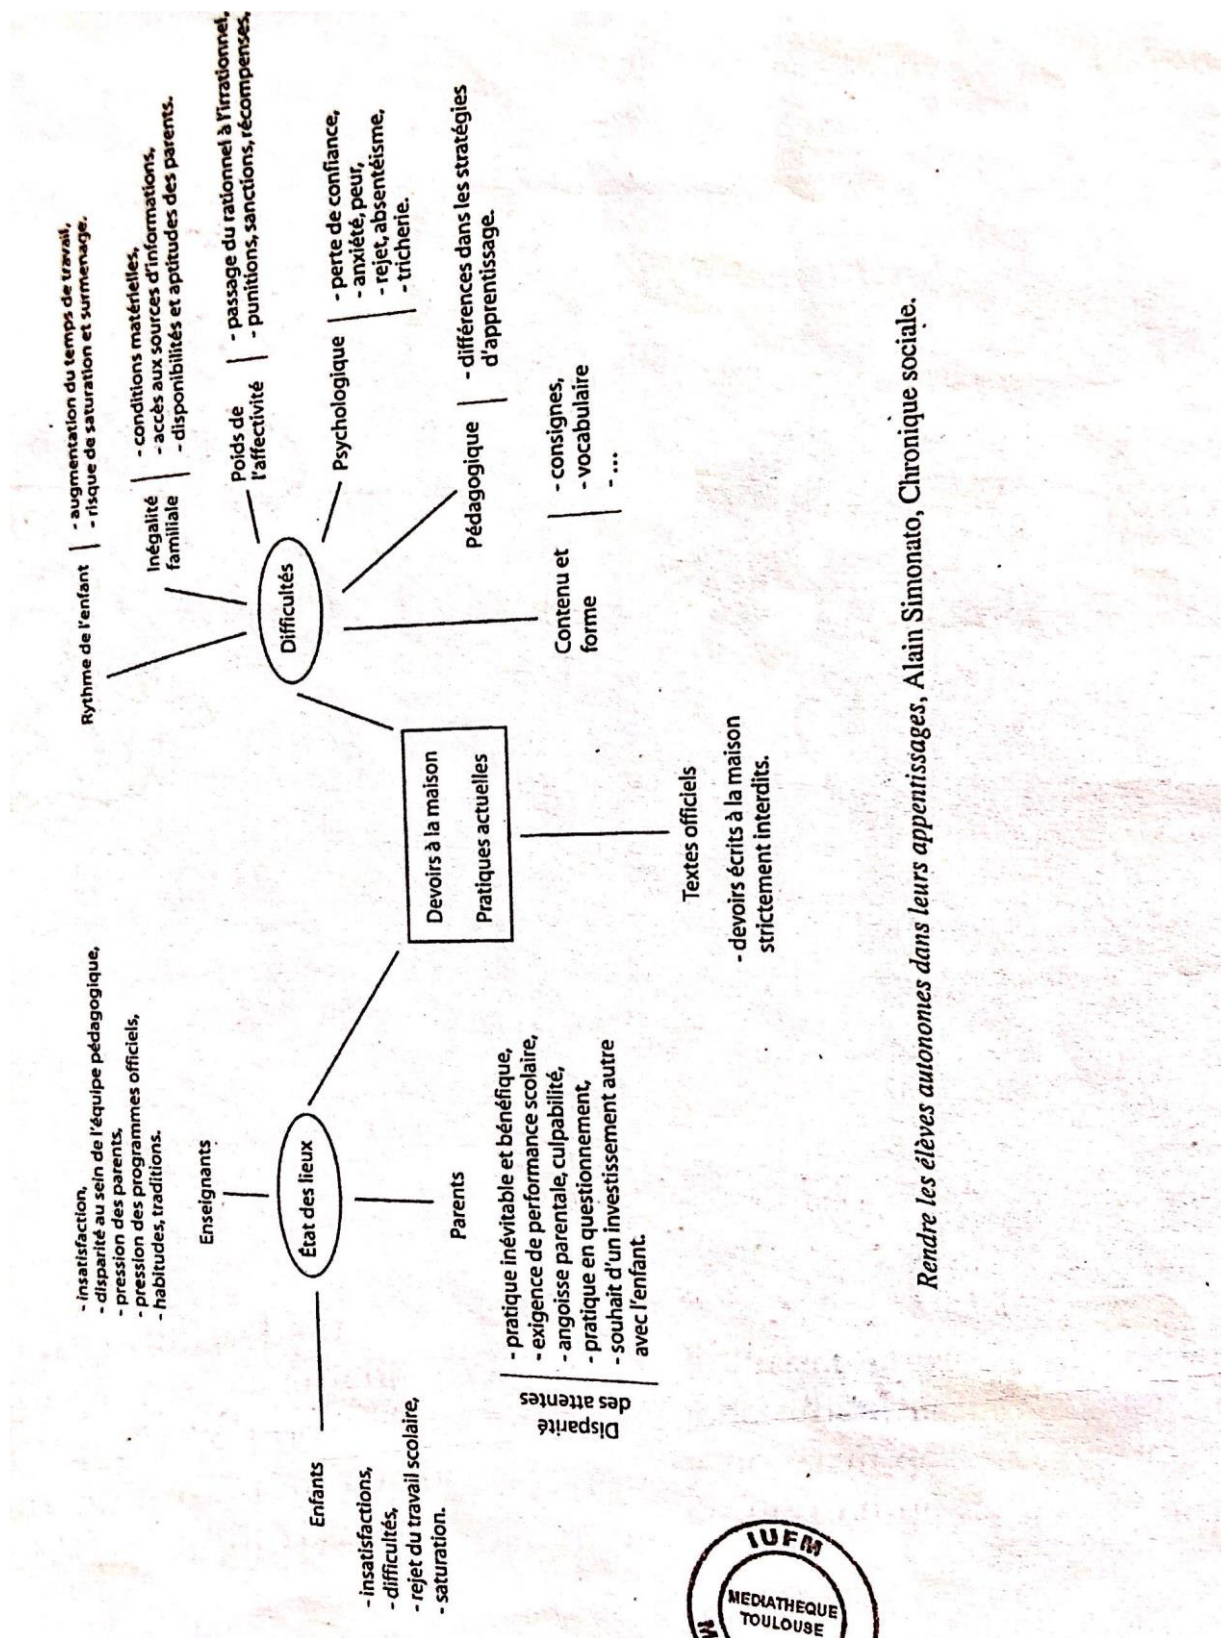 - insatisfaction,
- disparité au sein de l'équipe pédagogique,
- pression des parents,
- pression des programmes officiels,
- habitudes, traditions.
Enseignants
État des lieux
Enfants
- insatisfactions,
- difficultés,
- rejet du travail scolaire,
- saturation.
Parents
Disparité
des attentes
- pratique inévitable et bénéfique,
- exigence de performance scolaire,
- angoisse parentale, culpabilité,
- pratique en questionnement,
- souhait d'un investissement autre
avec l'enfant.
Devoirs à la maison
Pratiques actuelles
Textes officiels
- devoirs écrits à la maison
strictement interdits.
Difficultés
Rythme de l'enfant
- augmentation du temps de travail,
- risque de saturation et surmenage.
Inégalité
familiale
- conditions matérielles,
- accès aux sources d'informations,
- disponibilités et aptitudes des parents.
Poids de
l'affectivité
- passage du rationnel à l'irrationnel,
- punitions, sanctions, récompenses,
Psychologique
- perte de confiance,
- anxiété, peur,
- rejet, absentéisme,
- tricherie.
Pédagogique
- différences dans les stratégies
d'apprentissage.
Contenu et
forme
- consignes,
- vocabulaire
- ...
Rendre les élèves autonomes dans leurs appentissages, Alain Simonato, Chronique sociale.
IUFM
MEDIATHEQUE
TOULOUSE